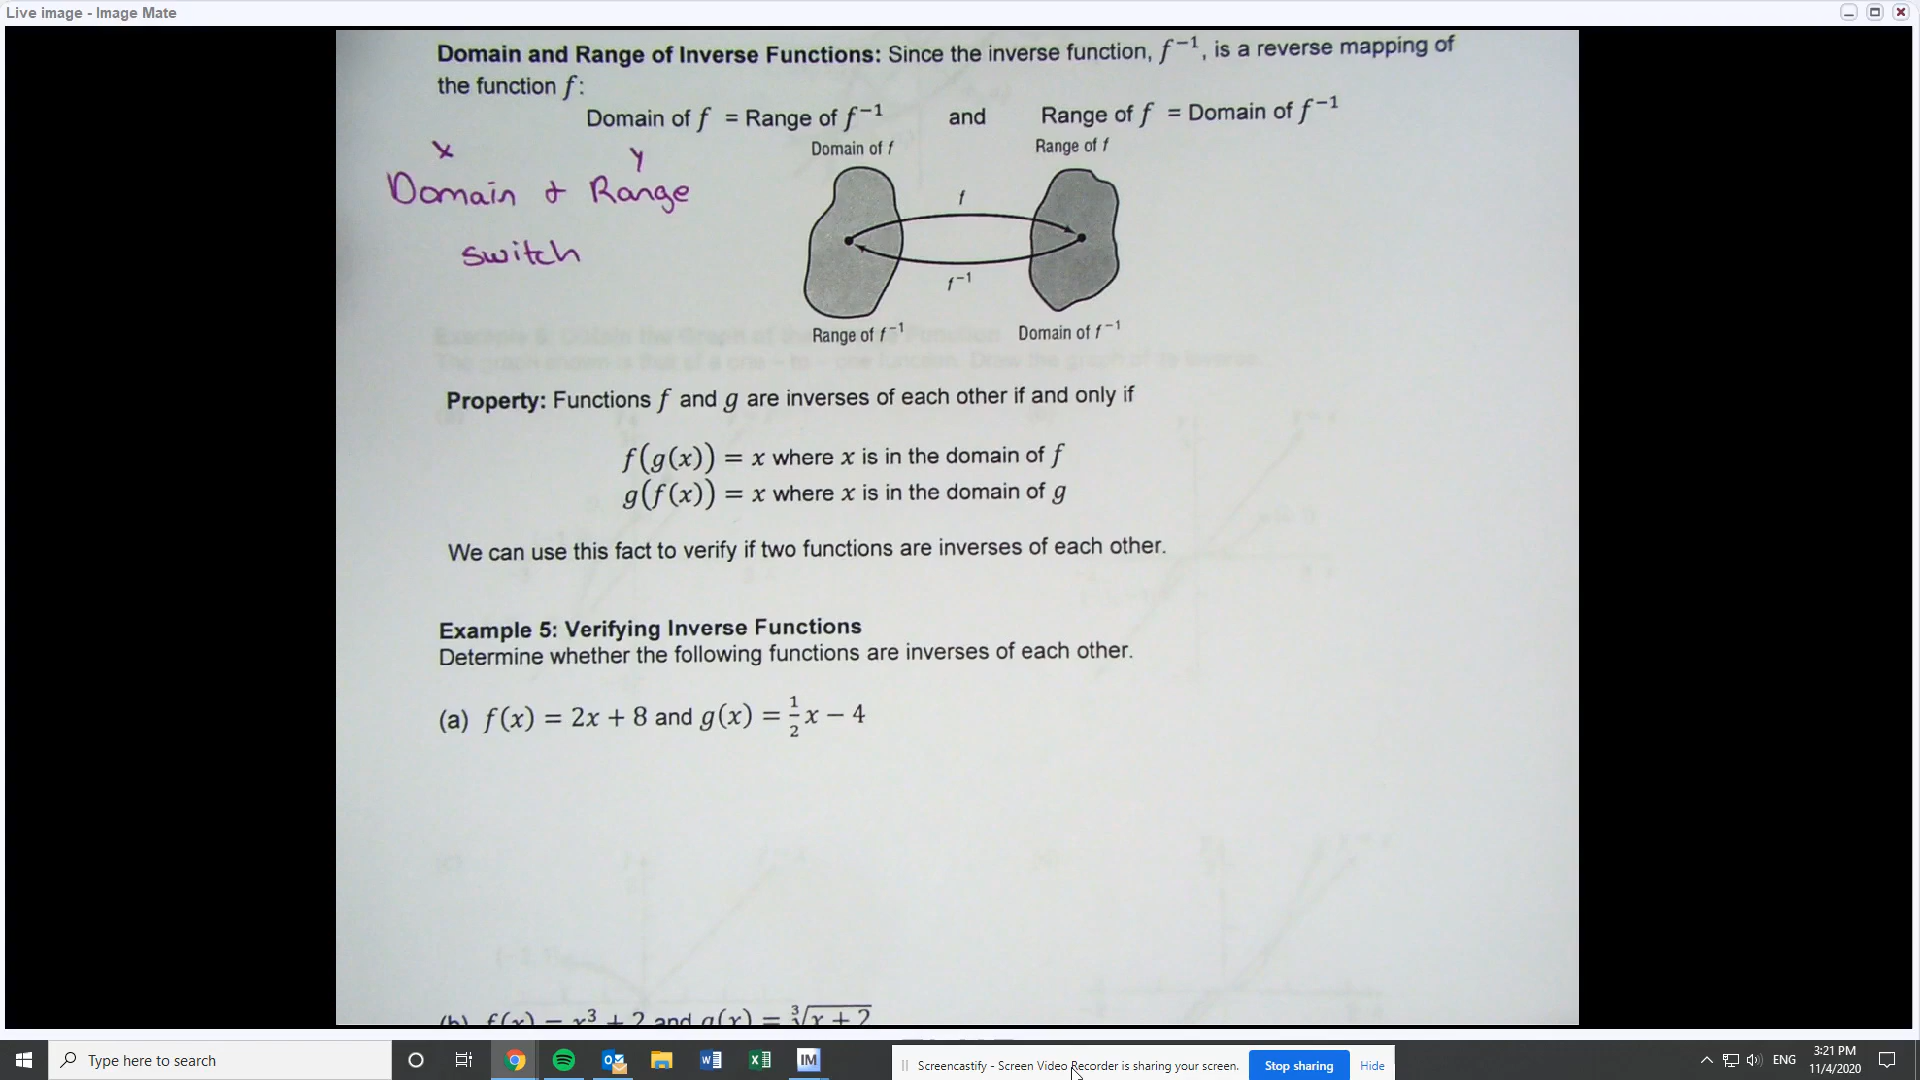 Live image - Image Mate
Domain and Range of Inverse Functions: Since the inverse function, f⁻¹, is a reverse mapping of
the function f:
Domain of f = Range of f⁻¹ and Range of f = Domain of f⁻¹
x y
Domain + Range
switch
Domain of f Range of f
f
f⁻¹
Range of f⁻¹ Domain of f⁻¹
Property: Functions f and g are inverses of each other if and only if
f(g(x)) = x where x is in the domain of f
g(f(x)) = x where x is in the domain of g
We can use this fact to verify if two functions are inverses of each other.
Example 5: Verifying Inverse Functions
Determine whether the following functions are inverses of each other.
(a) f(x) = 2x + 8 and g(x) = ½x − 4
(b) f(x) = x³ + 2 and g(x) = ∛x + 2
Type here to search
IM
Screencastify - Screen Video Recorder is sharing your screen.
Stop sharing
Hide
ENG
3:21 PM
11/4/2020